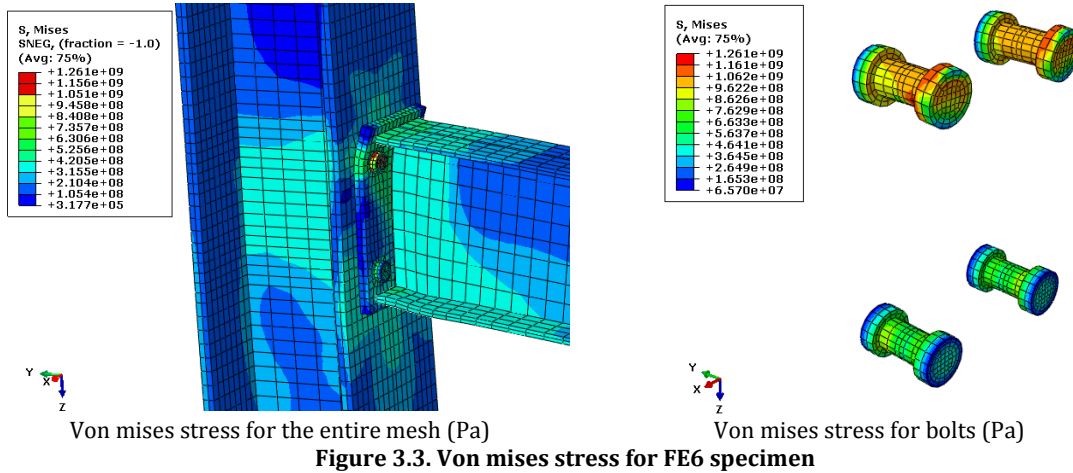 S, Mises
SNEG, (fraction = -1.0)
(Avg: 75%)
+1.261e+09
+1.156e+09
+1.051e+09
+9.458e+08
+8.408e+08
+7.357e+08
+6.306e+08
+5.256e+08
+4.205e+08
+3.155e+08
+2.104e+08
+1.054e+08
+3.177e+05
Y
X
Z
S, Mises
(Avg: 75%)
+1.261e+09
+1.161e+09
+1.062e+09
+9.622e+08
+8.626e+08
+7.629e+08
+6.633e+08
+5.637e+08
+4.641e+08
+3.645e+08
+2.649e+08
+1.653e+08
+6.570e+07
Y
X
Z
Von mises stress for the entire mesh (Pa)
Von mises stress for bolts (Pa)
Figure 3.3. Von mises stress for FE6 specimen